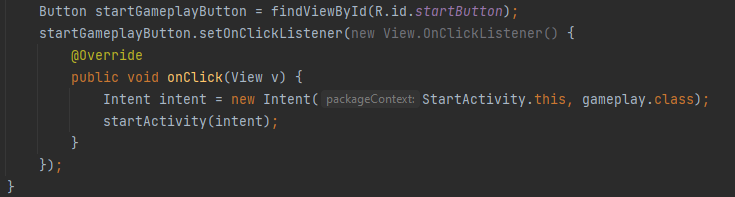 Button startGameplayButton = findViewById(R.id.startButton);
startGameplayButton.setOnClickListener(new View.OnClickListener() {
@Override
public void onClick(View v) {
Intent intent = new Intent( packageContext: StartActivity.this, gameplay.class);
startActivity(intent);
}
});
}